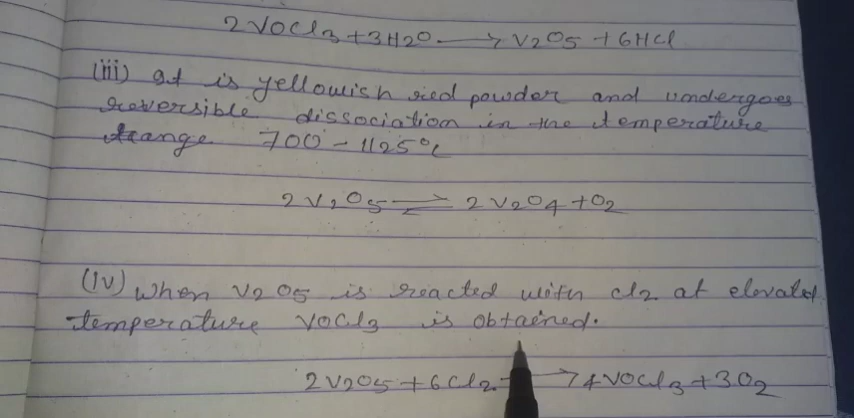 2VOCl3 + 3H2O → V2O5 + 6HCl
(iii) It is yellowish red powder and undergoes
reversible dissociation in the temperature
range 700 - 1125°C
2V2O5 ⇌ 2V2O4 + O2
(iv) When V2O5 is reacted with Cl2 at elevated
temperature VOCl3 is obtained.
2V2O5 + 6Cl2 → 4VOCl3 + 3O2